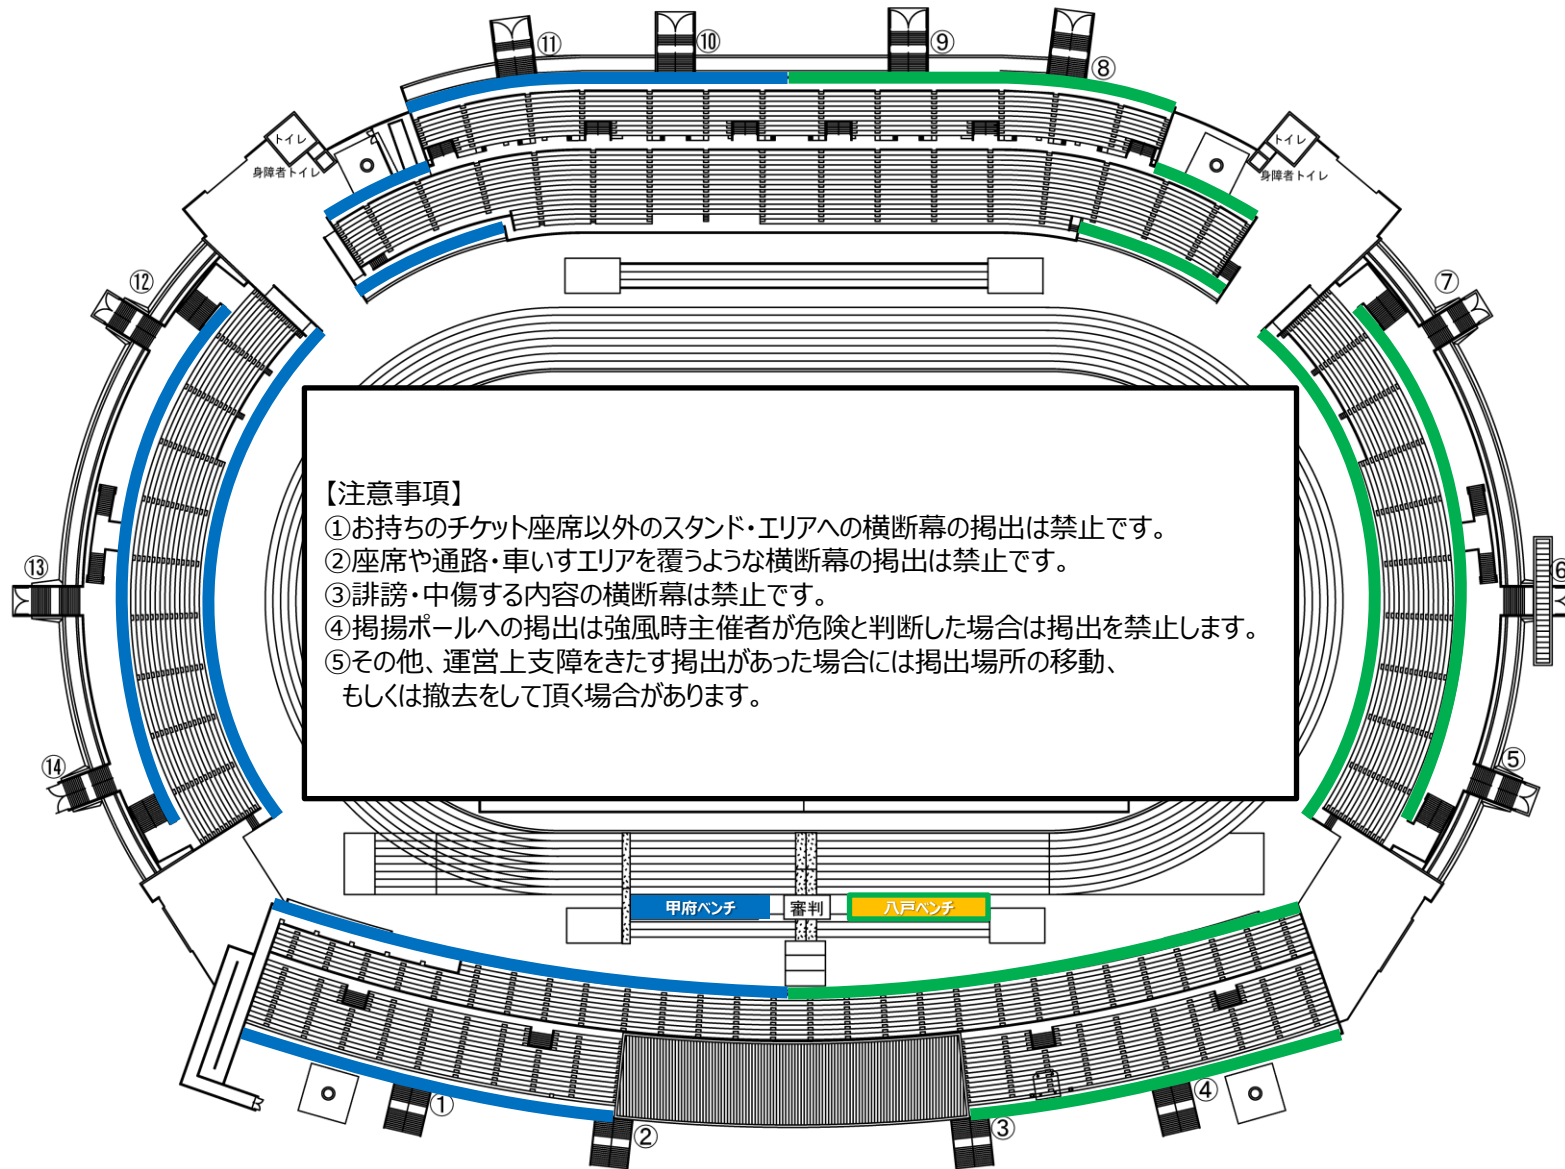 ⑪
⑩
⑨
⑧
トイレ
身障者トイレ
トイレ
身障者トイレ
⑫
⑦
【注意事項】
①お持ちのチケット座席以外のスタンド・エリアへの横断幕の掲出は禁止です。
②座席や通路・車いすエリアを覆うような横断幕の掲出は禁止です。
③誹謗・中傷する内容の横断幕は禁止です。
④掲揚ポールへの掲出は強風時主催者が危険と判断した場合は掲出を禁止します。
⑤その他、運営上支障をきたす掲出があった場合には掲出場所の移動、
もしくは撤去をして頂く場合があります。
⑬
⑥
⑭
⑤
甲府ベンチ
審判
八戸ベンチ
①
②
③
④